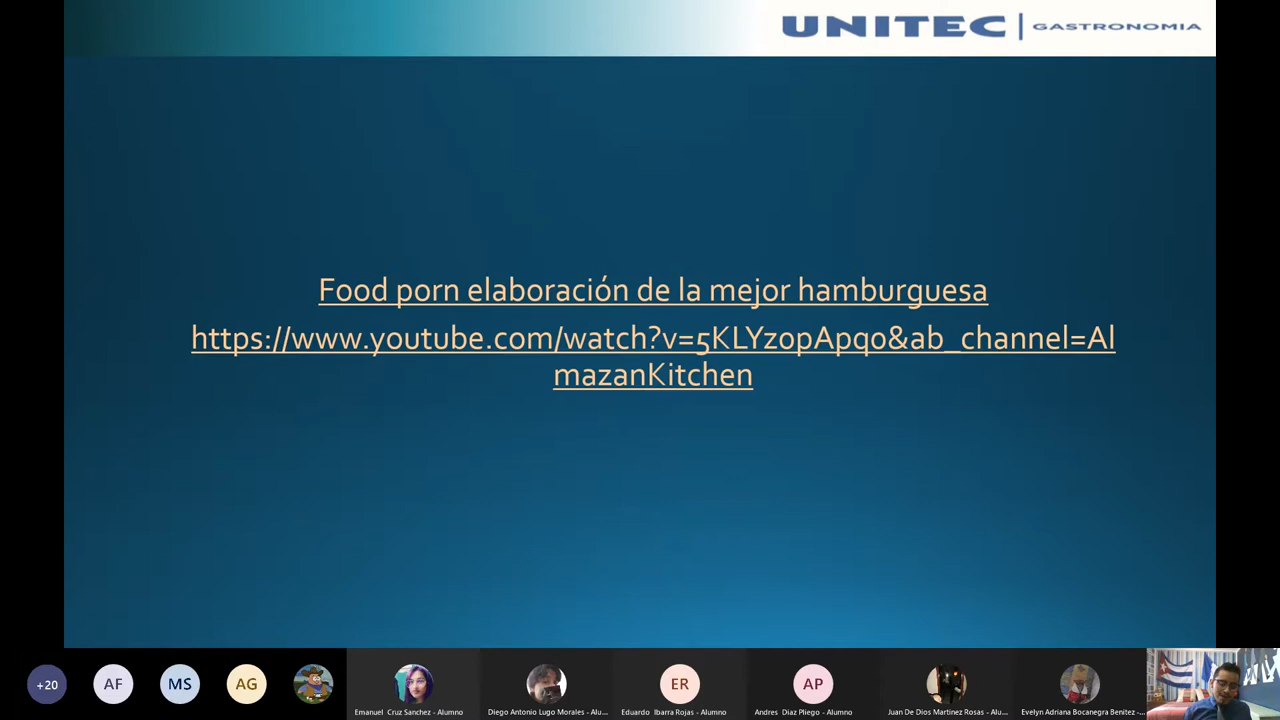 UNITEC | GASTRONOMIA
Food porn elaboración de la mejor hamburguesa
https://www.youtube.com/watch?v=5KLYzopApqo&ab_channel=Al
mazanKitchen
+20
AF
MS
AG
ER
AP
Emanuel Cruz Sanchez - Alumno
Diego Antonio Lugo Morales - Alu...
Eduardo Ibarra Rojas - Alumno
Andres Diaz Pliego - Alumno
Juan De Dios Martinez Rosas - Alu...
Evelyn Adriana Bocanegra Benitez - ...